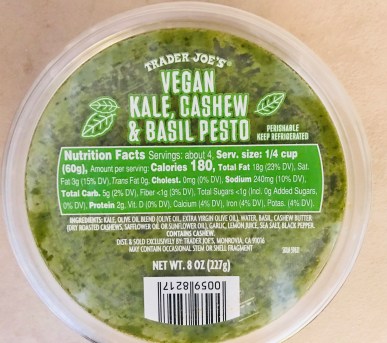 TRADER JOE'S
VEGAN
KALE, CASHEW
& BASIL PESTO
PERISHABLE
KEEP REFRIGERATED
Nutrition Facts Servings: about 4, Serv. size: 1/4 cup
(60g), Amount per serving: Calories 180, Total Fat 18g (23% DV), Sat.
Fat 3g (15% DV), Trans Fat 0g, Cholest. 0mg (0% DV), Sodium 240mg (10% DV),
Total Carb. 5g (2% DV), Fiber <1g (3% DV), Total Sugars <1g (Incl. 0g Added Sugars,
0% DV), Protein 2g, Vit. D (0% DV), Calcium (4% DV), Iron (4% DV), Potas. (4% DV).
INGREDIENTS: KALE, OLIVE OIL BLEND (OLIVE OIL, EXTRA VIRGIN OLIVE OIL), WATER, BASIL, CASHEW BUTTER
(DRY ROASTED CASHEWS, SAFFLOWER OIL OR SUNFLOWER OIL), GARLIC, LEMON JUICE, SEA SALT, BLACK PEPPER.
CONTAINS CASHEW.
DIST. & SOLD EXCLUSIVELY BY: TRADER JOE'S, MONROVIA, CA 91016
MAY CONTAIN OCCASIONAL STEM OR SHELL FRAGMENT
NET WT. 8 OZ (227g)
0059 8217